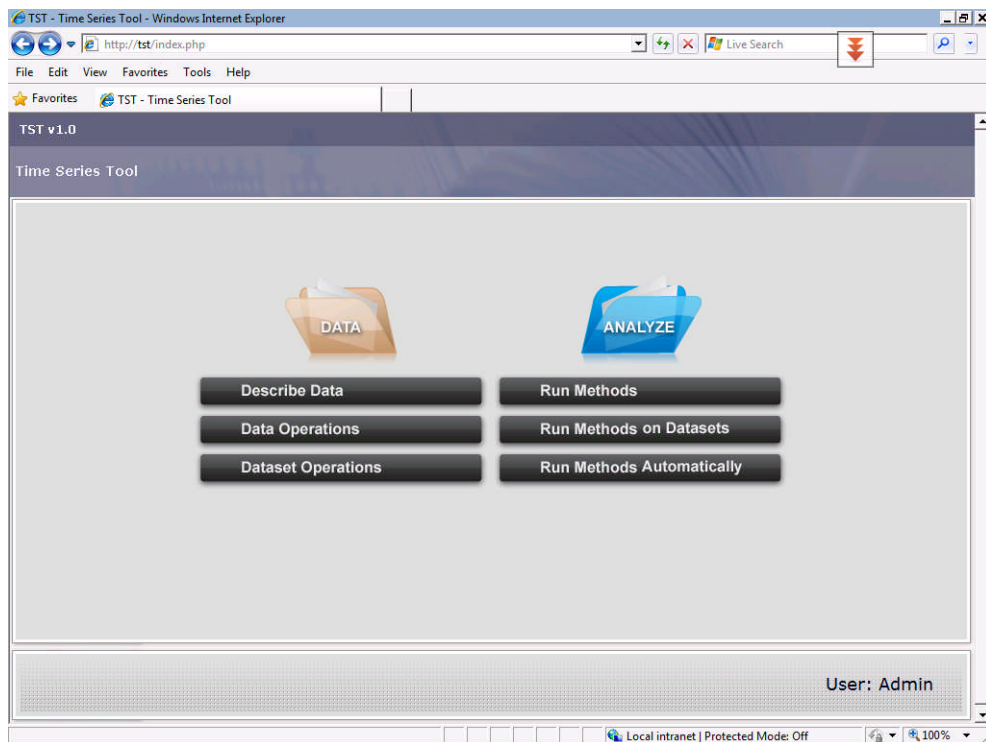 TST - Time Series Tool - Windows Internet Explorer
http://tst/index.php
Live Search
File Edit View Favorites Tools Help
Favorites TST - Time Series Tool
TST v1.0
Time Series Tool
DATA ANALYZE
Describe Data Run Methods
Data Operations Run Methods on Datasets
Dataset Operations Run Methods Automatically
User: Admin
Local intranet | Protected Mode: Off 100%